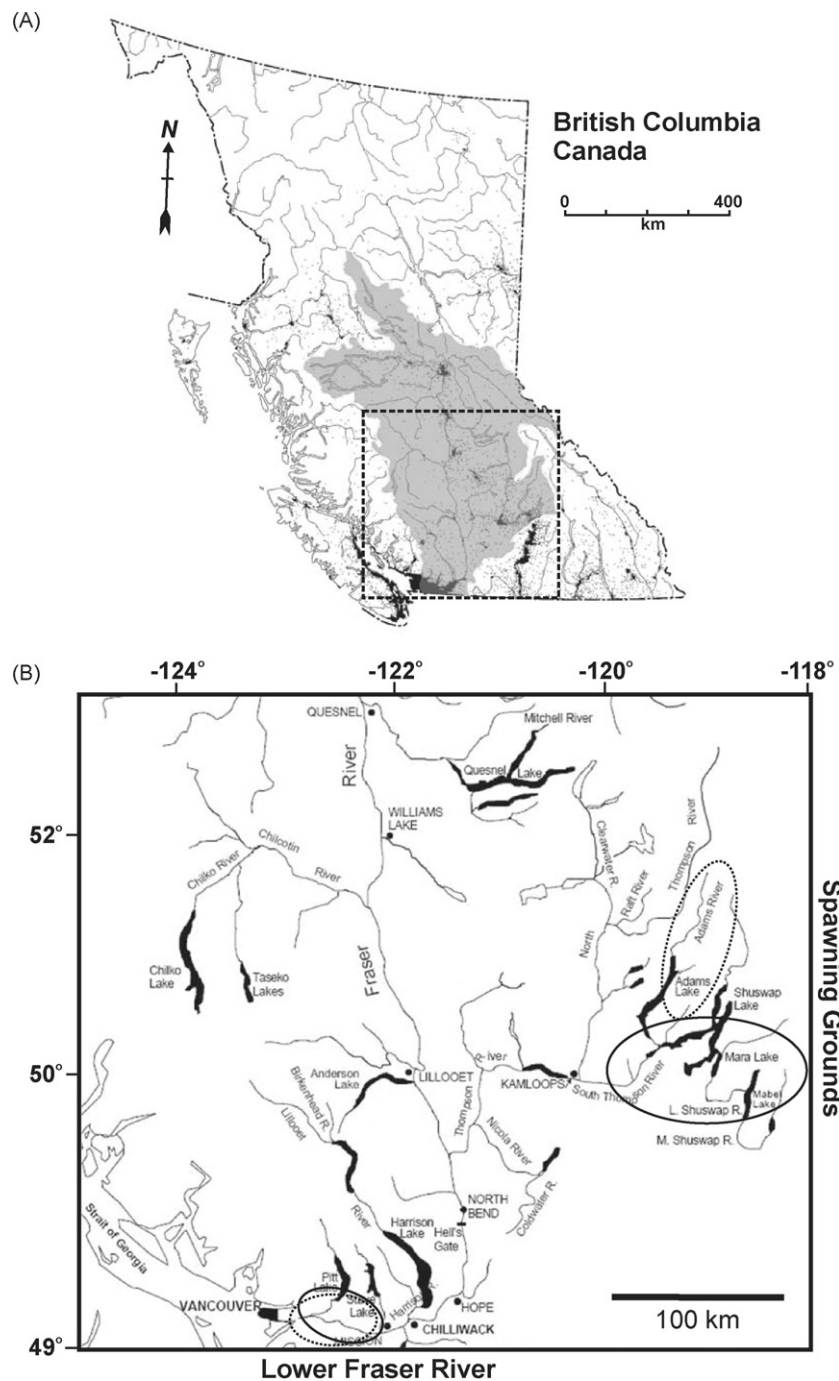 (A)
N
British Columbia
Canada
0
400
km
(B)
-124°
-122°
-120°
-118°
QUESNEL
Mitchell River
Quesnel
Lake
River
WILLIAMS
LAKE
52°
Chilcotin
River
Chilko River
Clearwater R.
Raft River
Thompson
River
Adams River
North
Chilko
Lake
Taseko
Lakes
Fraser
Adams
Lake
Shuswap
Lake
Spawning Grounds
50°
Anderson
Lake
LILLOOET
River
KAMLOOPS
South Thompson River
Mara Lake
Mabel
Lake
L. Shuswap R.
M. Shuswap R.
Birkenhead R.
Lillooet
River
Thompson
Nicola River
Coldwater R.
NORTH
BEND
Hell's
Gate
Harrison
Lake
Strait of Georgia
Pitt
Lake
Lake
Harrison R.
VANCOUVER
HOPE
MISSION
CHILLIWACK
100 km
49°
Lower Fraser River